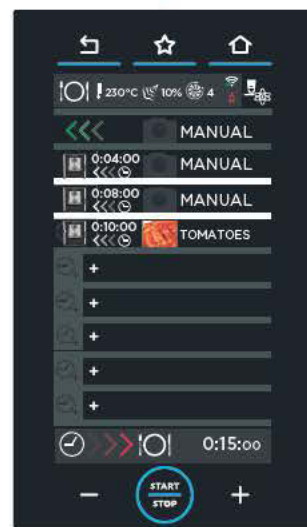 230°C 10% 4
MANUAL
0:04:00 MANUAL
0:08:00 MANUAL
0:10:00 TOMATOES
+
+
+
+
+
0:15:00
START
STOP
− +